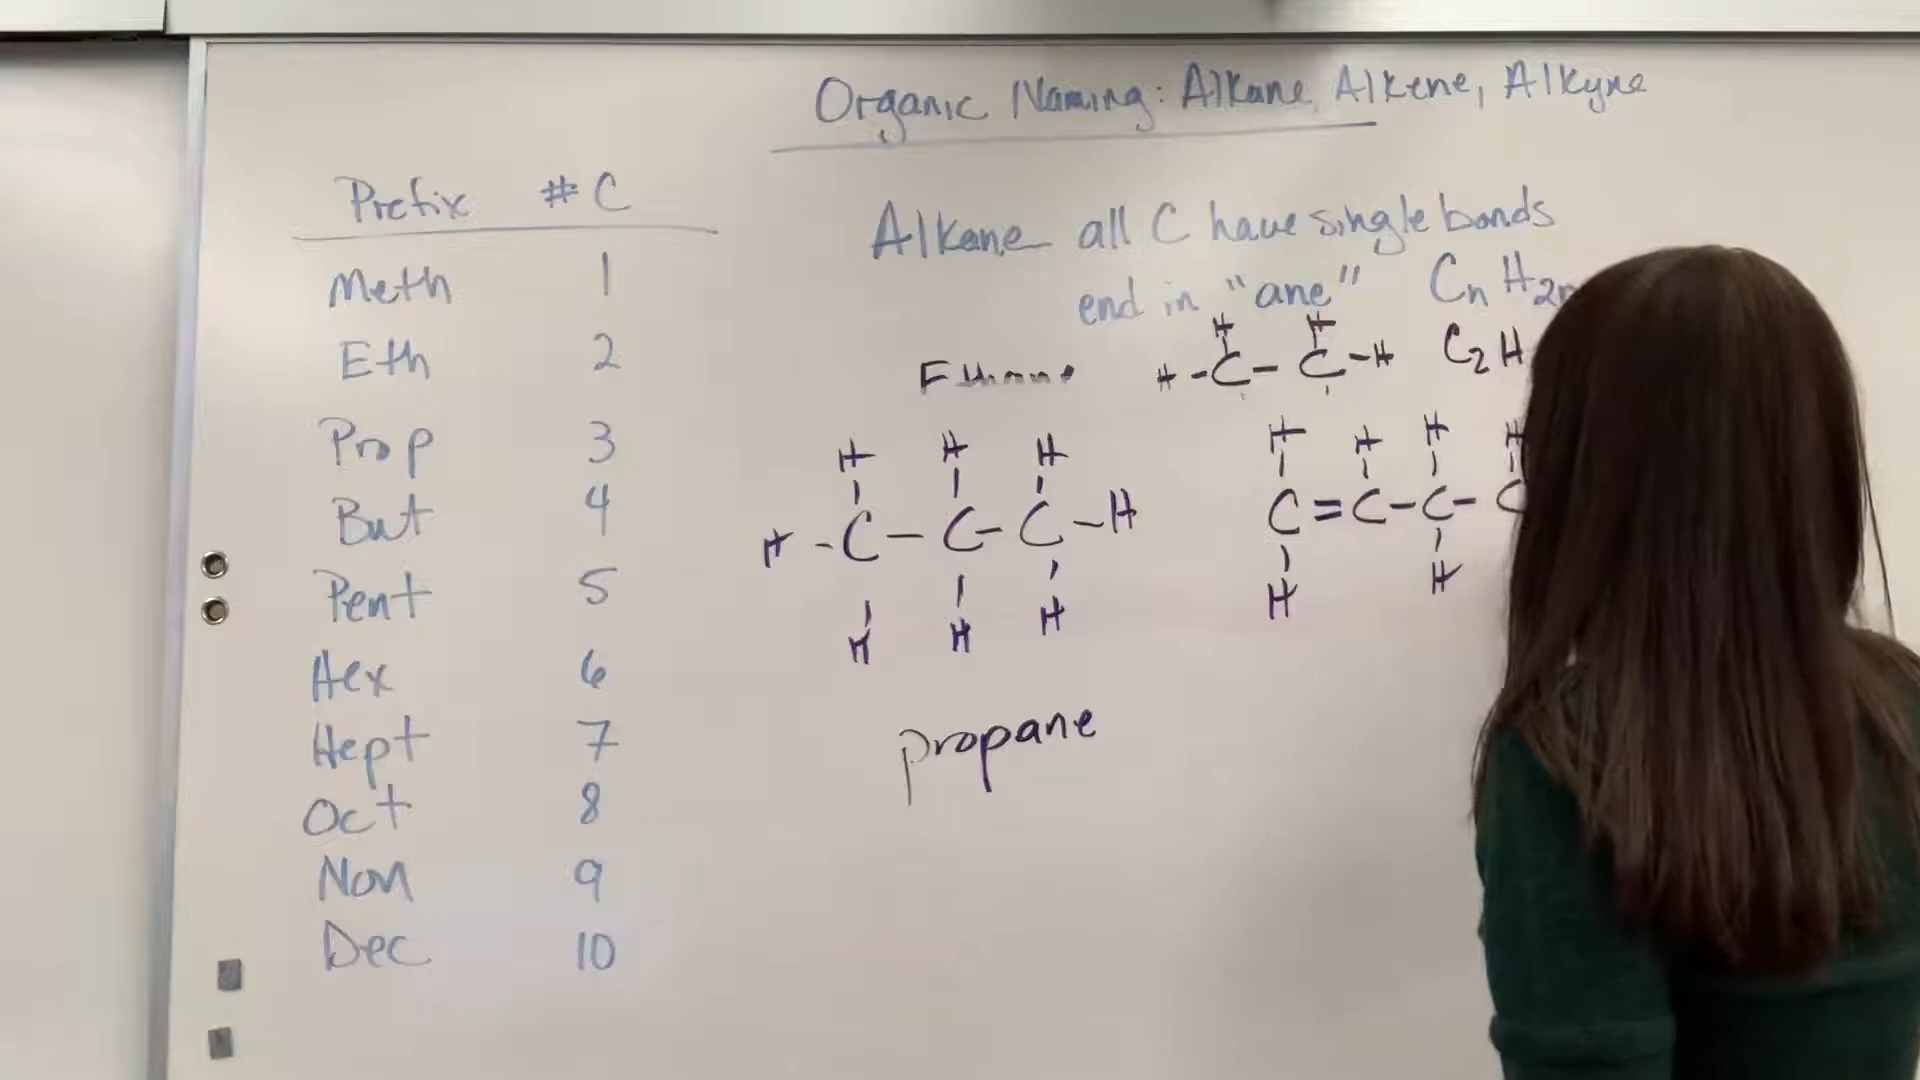 Organic Naming: Alkane, Alkene, Alkyne
Prefix # C
Meth 1
Eth 2
Prop 3
But 4
Pent 5
Hex 6
Hept 7
Oct 8
Non 9
Dec 10
Alkane all C have single bonds
end in "ane" Cn H2n
H H
Ethane H - C - C - H C2 H
H H H
H - C - C - C - H
H H H
propane
H H H H
C = C - C - C
H H